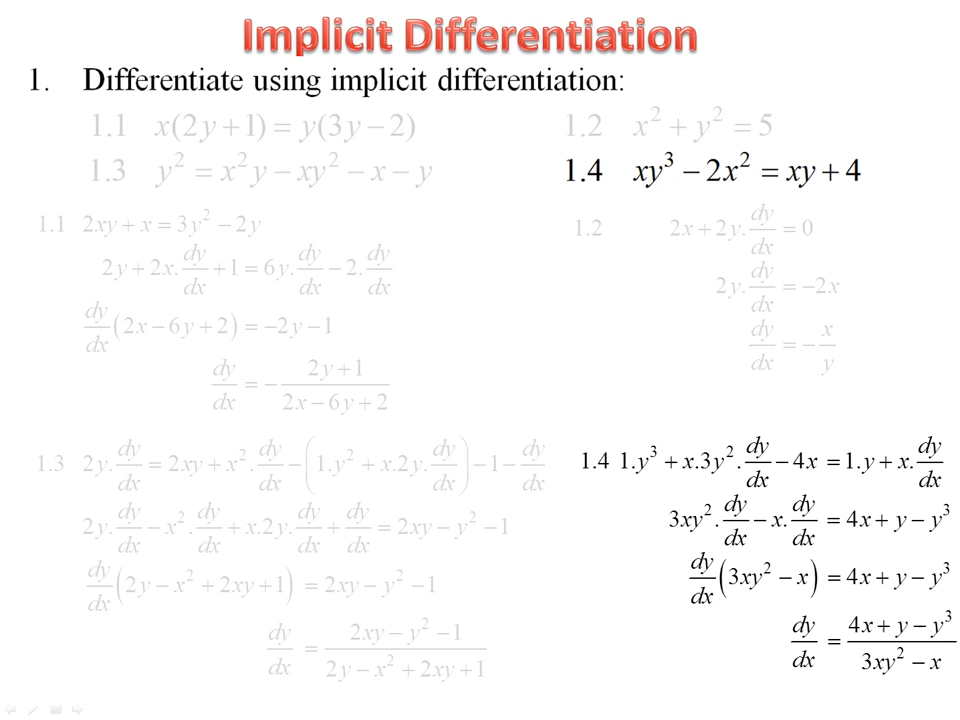 Implicit Differentiation
1. Differentiate using implicit differentiation:
1.1 x(2y+1) = y(3y−2)
1.2 x² + y² = 5
1.3 y² = x²y − xy² − x − y
1.4 xy³ − 2x² = xy + 4
1.1 2xy + x = 3y² − 2y
2y + 2x.dy/dx + 1 = 6y.dy/dx − 2.dy/dx
dy/dx(2x − 6y + 2) = −2y − 1
dy/dx = −(2y+1)/(2x−6y+2)
1.2 2x + 2y.dy/dx = 0
2y.dy/dx = −2x
dy/dx = −x/y
1.3 2y.dy/dx = 2xy + x².dy/dx − (1.y² + x.2y.dy/dx) − 1 − dy/dx
2y.dy/dx − x².dy/dx + x.2y.dy/dx + dy/dx = 2xy − y² − 1
dy/dx(2y − x² + 2xy + 1) = 2xy − y² − 1
dy/dx = (2xy − y² − 1)/(2y − x² + 2xy + 1)
1.4 1.y³ + x.3y².dy/dx − 4x = 1.y + x.dy/dx
3xy².dy/dx − x.dy/dx = 4x + y − y³
dy/dx(3xy² − x) = 4x + y − y³
dy/dx = (4x + y − y³)/(3xy² − x)